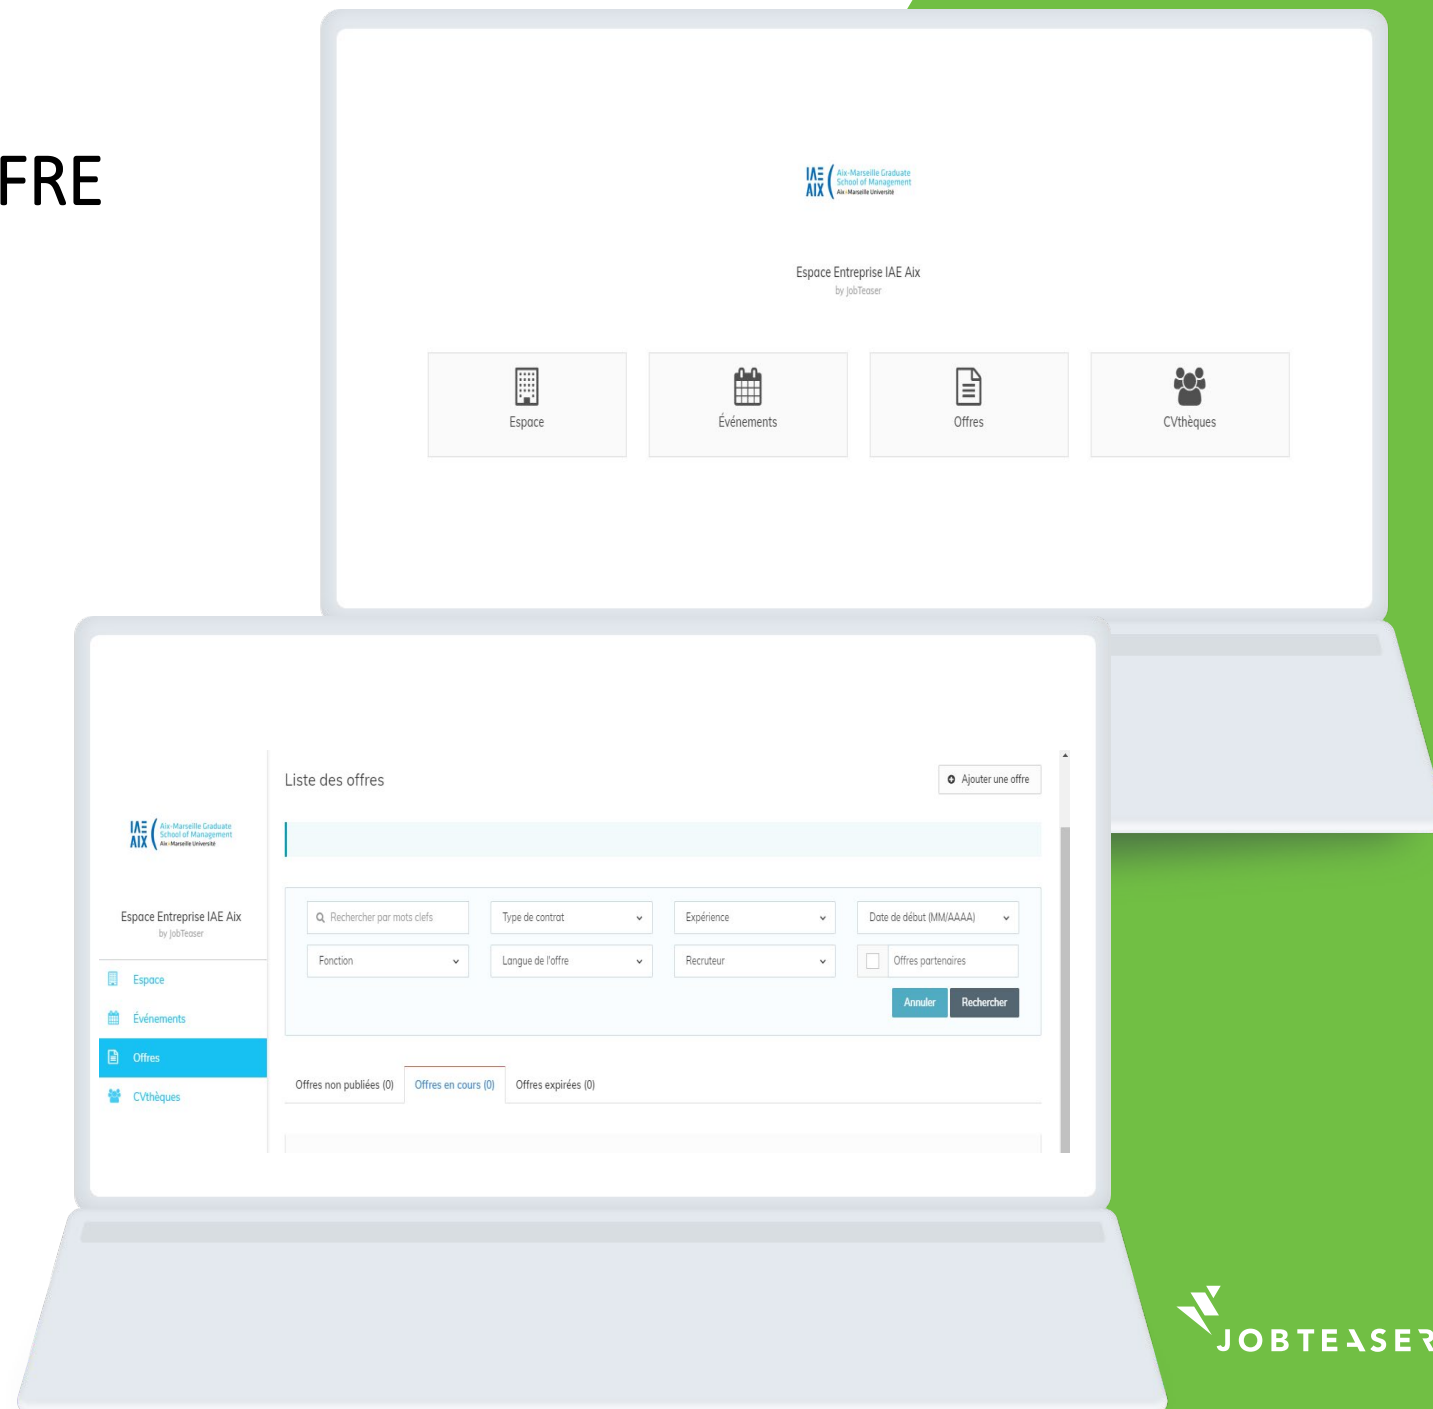 FRE
IAE AIX Aix-Marseille Graduate
School of Management
Aix-Marseille Université
Espace Entreprise IAE Aix
by JobTeaser
Espace
Événements
Offres
CVthèques
Liste des offres
Ajouter une offre
IAE AIX Aix-Marseille Graduate
School of Management
Aix-Marseille Université
Espace Entreprise IAE Aix
by JobTeaser
Espace
Événements
Offres
CVthèques
Rechercher par mots clefs Type de contrat Expérience Date de début (MM/AAAA)
Fonction Langue de l'offre Recruteur Offres partenaires
Annuler Rechercher
Offres non publiées (0) Offres en cours (0) Offres expirées (0)
JOBTEASER